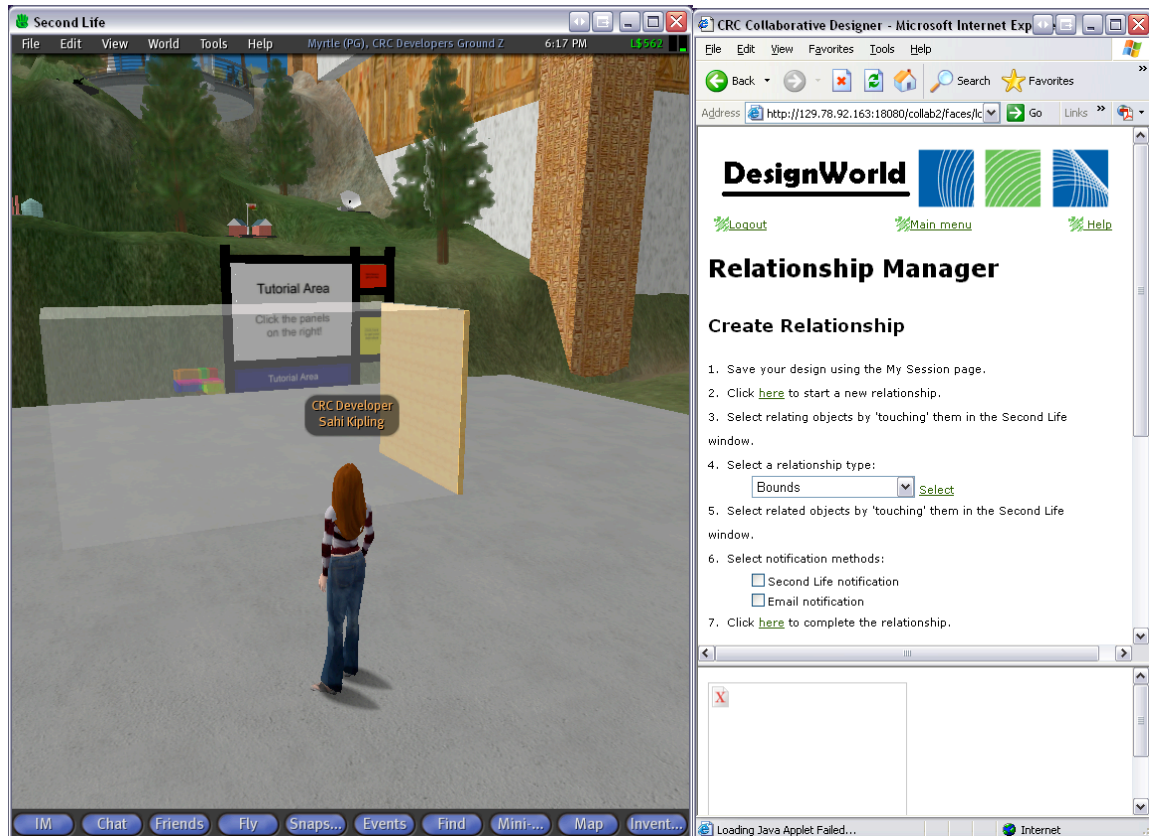 Second Life
File Edit View World Tools Help Myrtle (PG), CRC Developers Ground Z 6:17 PM L$562
Tutorial Area
Click the panels
on the right!
Tutorial Area
CRC Developer
Sahi Kipling
IM Chat Friends Fly Snaps... Events Find Mini-... Map Invent...
CRC Collaborative Designer - Microsoft Internet Exp
File Edit View Favorites Tools Help
Back Search Favorites
Address http://129.78.92.163:18080/collab2/faces/lc Go Links
DesignWorld
Logout Main menu Help
Relationship Manager
Create Relationship
1. Save your design using the My Session page.
2. Click here to start a new relationship.
3. Select relating objects by 'touching' them in the Second Life
window.
4. Select a relationship type:
Bounds Select
5. Select related objects by 'touching' them in the Second Life
window.
6. Select notification methods:
Second Life notification
Email notification
7. Click here to complete the relationship.
Loading Java Applet Failed... Internet